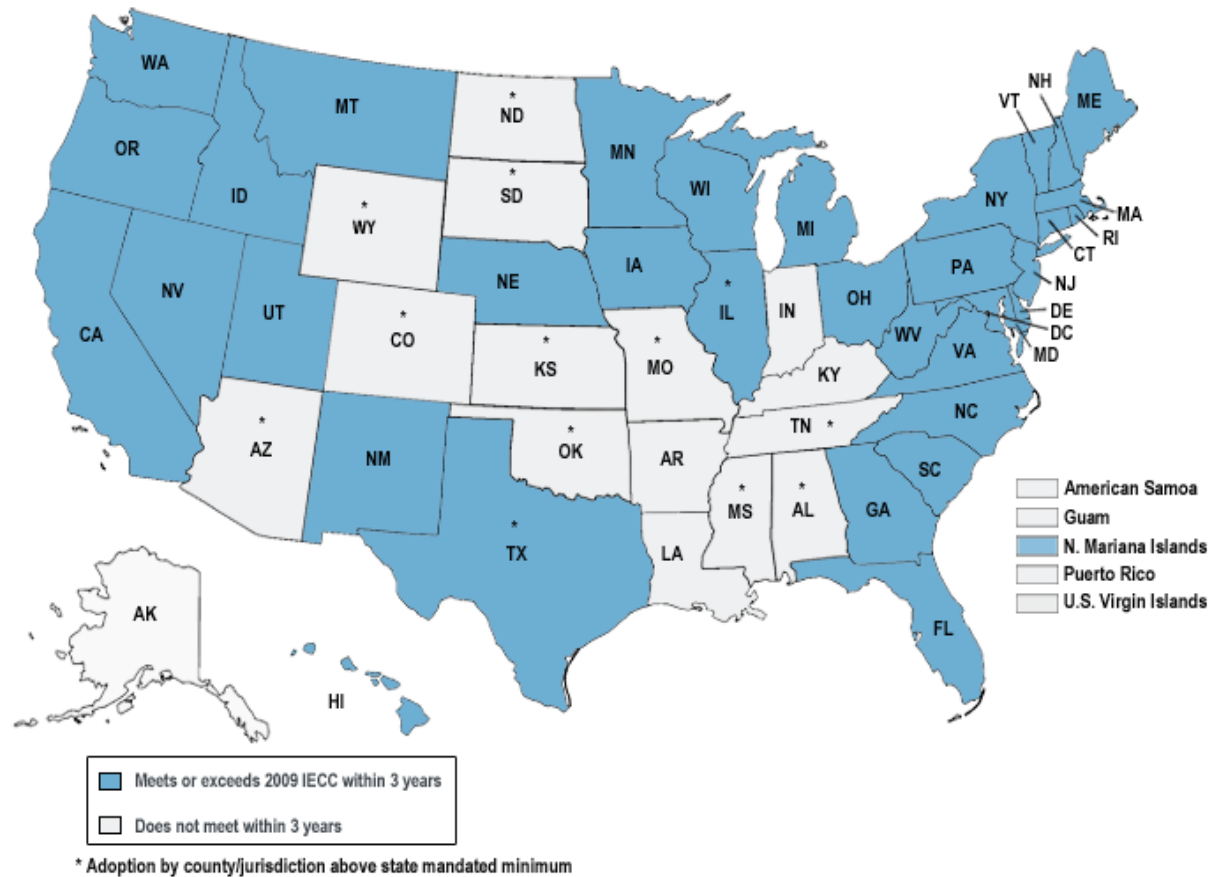 WA
MT
* ND
MN
VT
NH
ME
OR
ID
* WY
* SD
WI
MI
NY
MA
RI
CT
NV
UT
NE
IA
* IL
IN
OH
PA
NJ
DE
DC
MD
CA
* CO
* KS
* MO
KY
WV
VA
* AZ
NM
* OK
AR
TN *
NC
SC
* TX
LA
* MS
* AL
GA
FL
AK
HI
American Samoa
Guam
N. Mariana Islands
Puerto Rico
U.S. Virgin Islands
Meets or exceeds 2009 IECC within 3 years
Does not meet within 3 years
* Adoption by county/jurisdiction above state mandated minimum